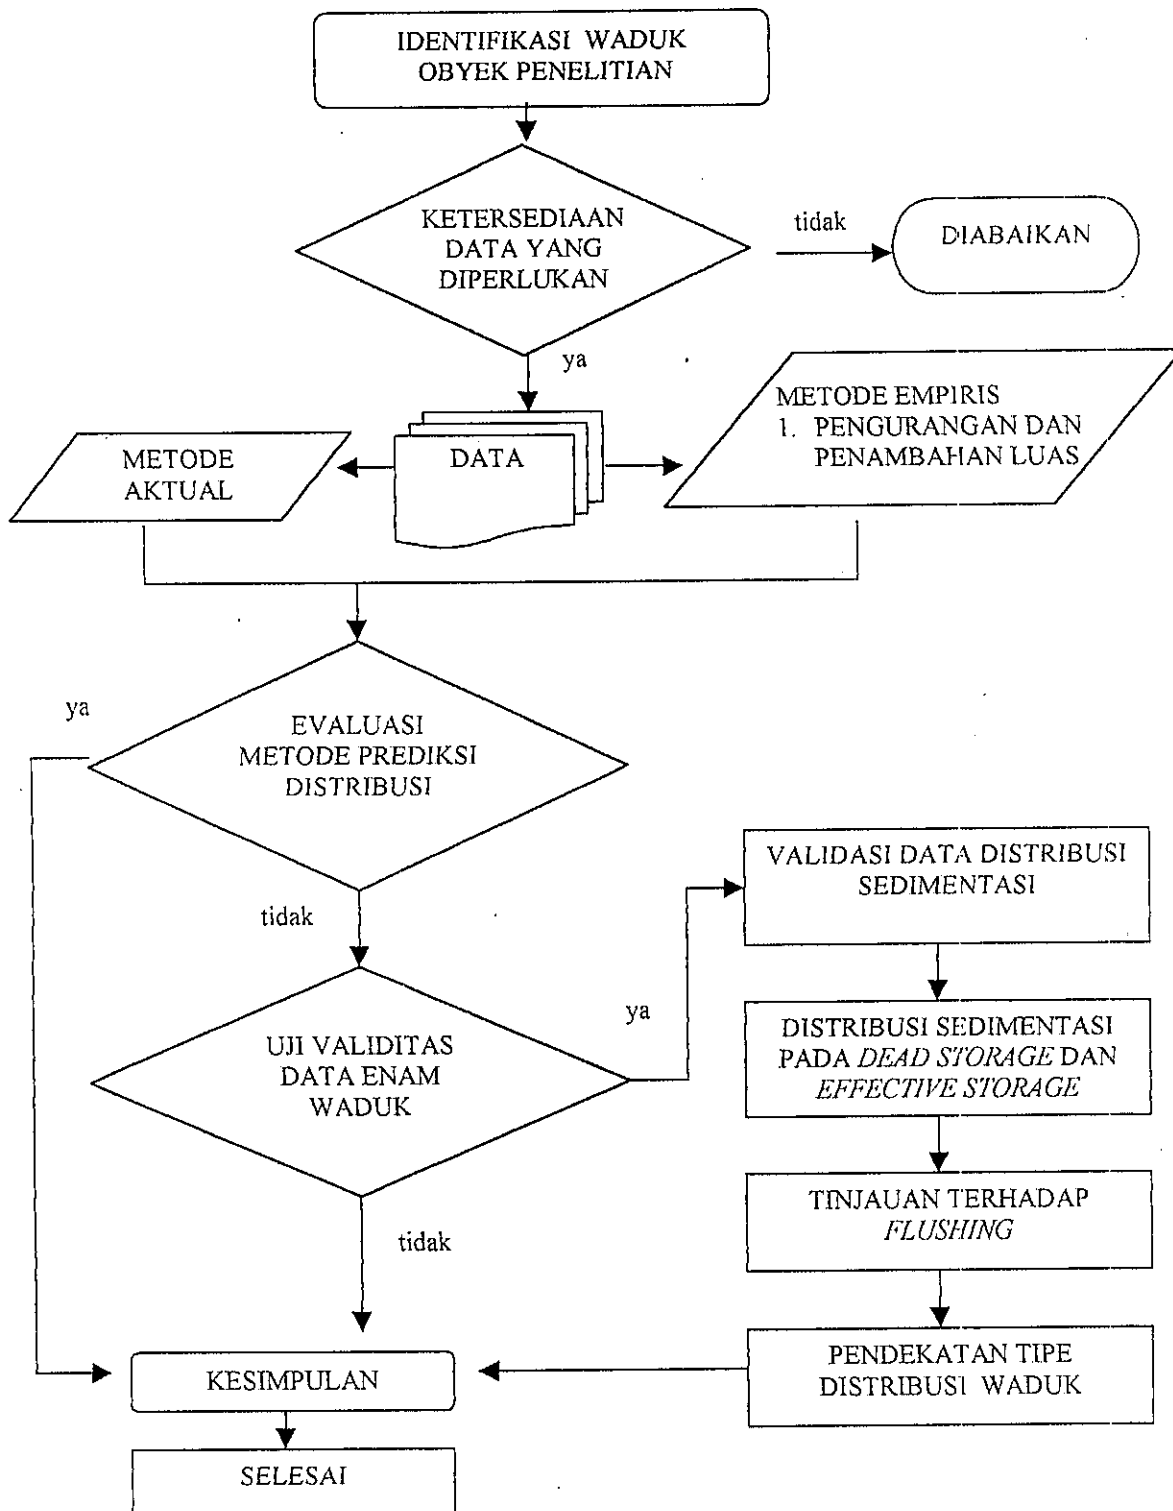 IDENTIFIKASI WADUK
OBYEK PENELITIAN
KETERSEDIAAN
DATA YANG
DIPERLUKAN
tidak
DIABAIKAN
ya
METODE EMPIRIS
1. PENGURANGAN DAN
PENAMBAHAN LUAS
DATA
METODE
AKTUAL
ya
EVALUASI
METODE PREDIKSI
DISTRIBUSI
tidak
VALIDASI DATA DISTRIBUSI
SEDIMENTASI
ya
UJI VALIDITAS
DATA ENAM
WADUK
DISTRIBUSI SEDIMENTASI
PADA DEAD STORAGE DAN
EFFECTIVE STORAGE
TINJAUAN TERHADAP
FLUSHING
tidak
PENDEKATAN TIPE
DISTRIBUSI WADUK
KESIMPULAN
SELESAI